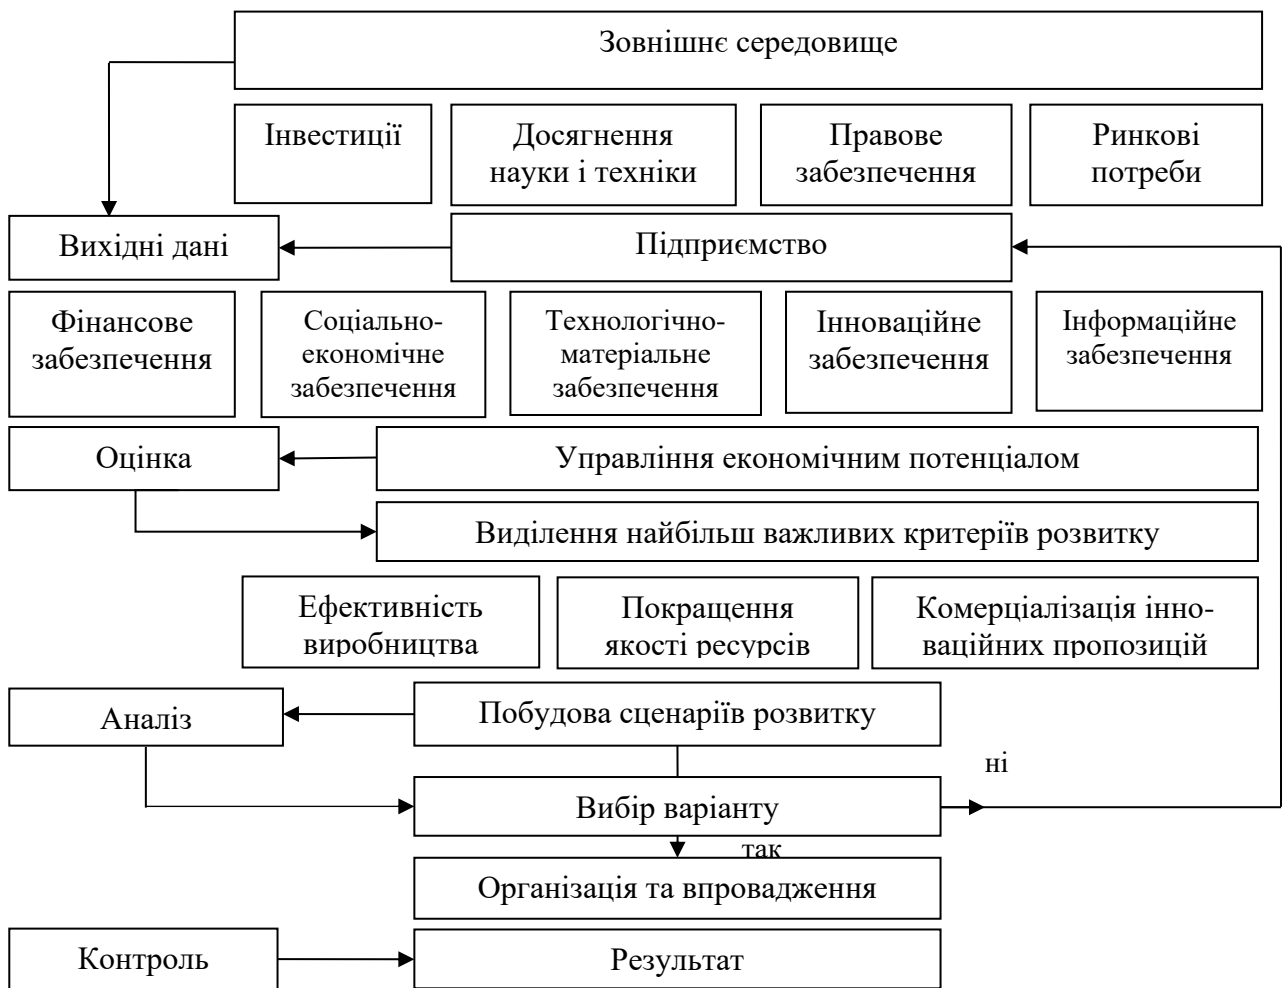 Зовнішнє середовище
Інвестиції
Досягнення
науки і техніки
Правове
забезпечення
Ринкові
потреби
Вихідні дані
Підприємство
Фінансове
забезпечення
Соціально-
економічне
забезпечення
Технологічно-
матеріальне
забезпечення
Інноваційне
забезпечення
Інформаційне
забезпечення
Оцінка
Управління економічним потенціалом
Виділення найбільш важливих критеріїв розвитку
Ефективність
виробництва
Покращення
якості ресурсів
Комерціалізація інно-
ваційних пропозицій
Аналіз
Побудова сценаріїв розвитку
ні
Вибір варіанту
так
Організація та впровадження
Контроль
Результат